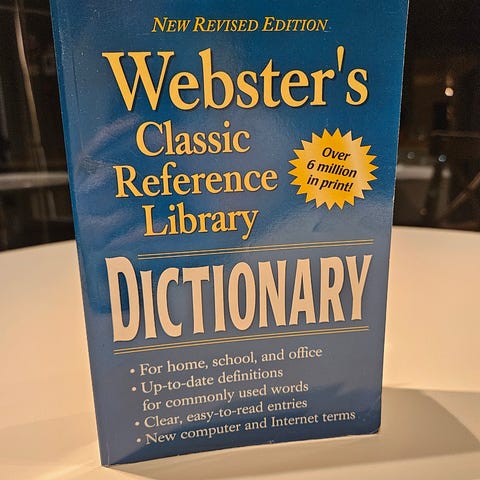 New Revised Edition
Webster's
Classic
Reference
Library
Over
6 million
in print!
DICTIONARY
• For home, school, and office
• Up-to-date definitions
for commonly used words
• Clear, easy-to-read entries
• New computer and Internet terms